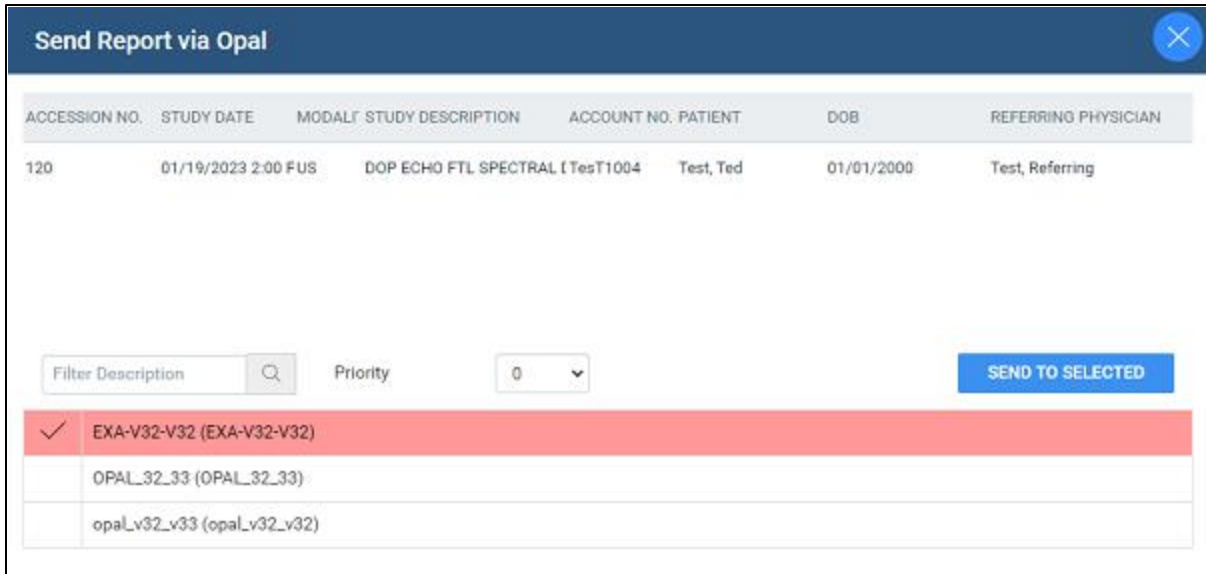 Send Report via Opal
ACCESSION NO. STUDY DATE MODALI STUDY DESCRIPTION ACCOUNT NO. PATIENT DOB REFERRING PHYSICIAN
120 01/19/2023 2:00 F US DOP ECHO FTL SPECTRAL TesT1004 Test, Ted 01/01/2000 Test, Referring
Filter Description Priority 0 SEND TO SELECTED
EXA-V32-V32 (EXA-V32-V32)
OPAL_32_33 (OPAL_32_33)
opal_v32_v33 (opal_v32_v32)